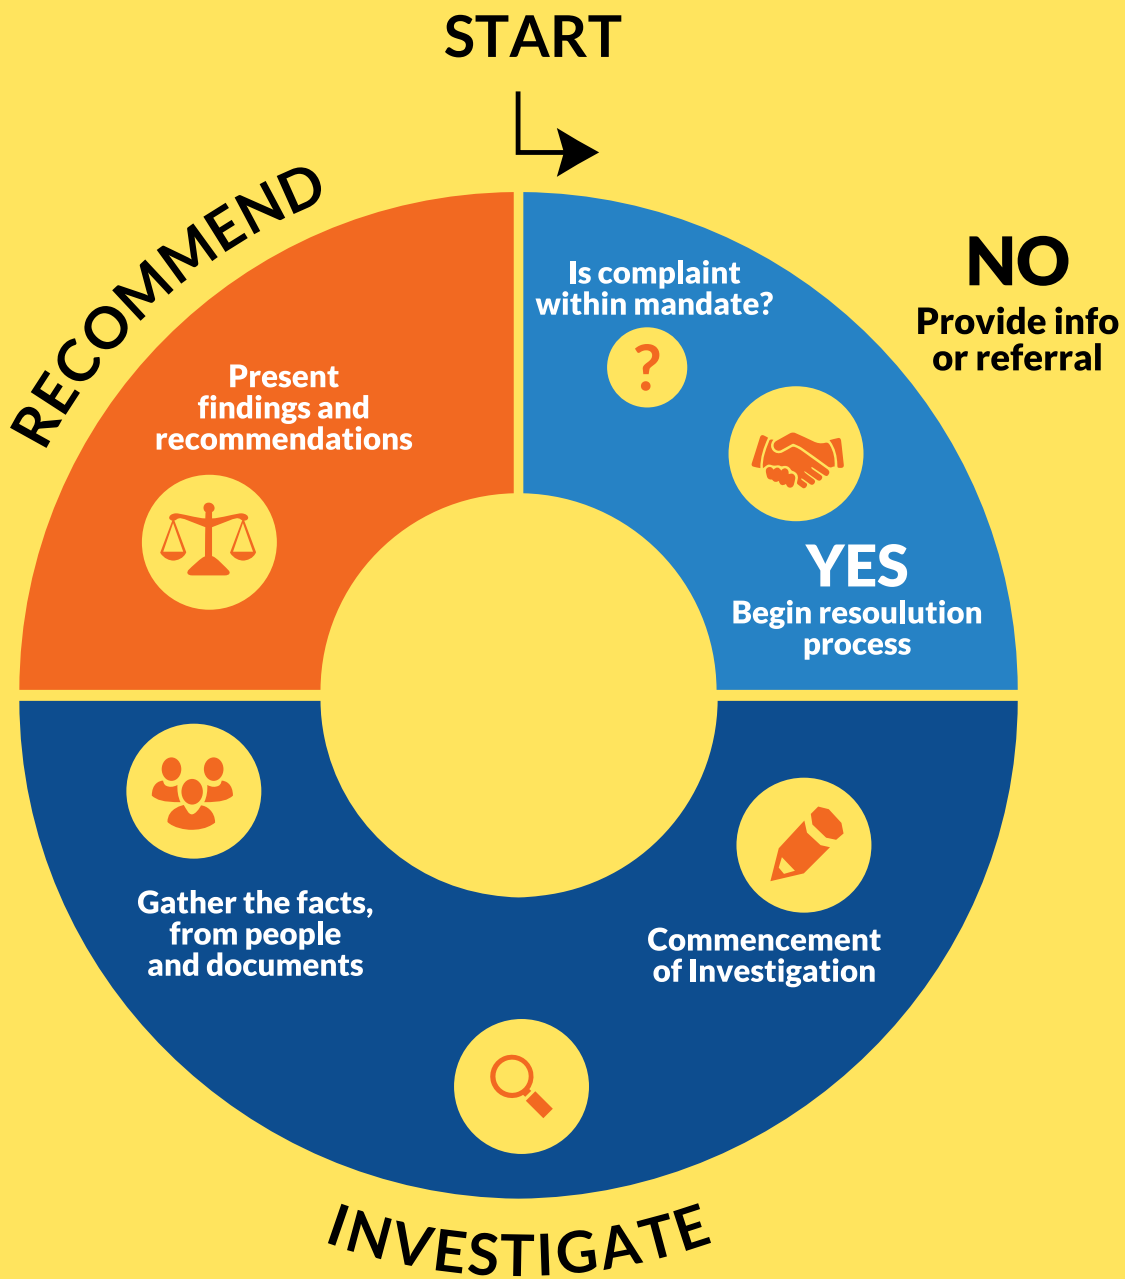 START
Is complaint
within mandate?
?
NO
Provide info
or referral
YES
Begin resoulution
process
Commencement
of Investigation
INVESTIGATE
Gather the facts,
from people
and documents
RECOMMEND
Present
findings and
recommendations